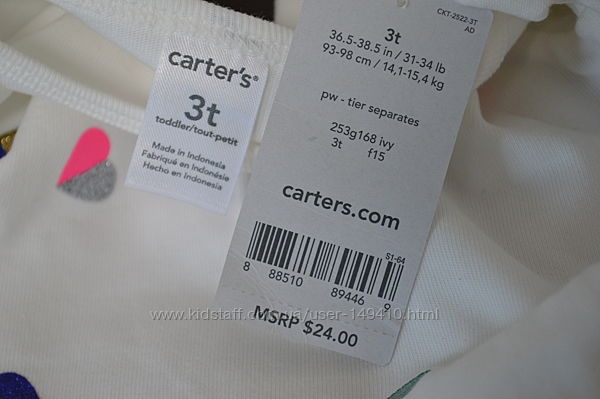 carter's®
3t
toddler/tout-petit
Made in Indonesia
Fabriqué en Indonésie
Hecho en Indonesia
CKT-2522-3T
AD
3t
36.5-38.5 in / 31-34 lb
93-98 cm / 14,1-15,4 kg
pw - tier separates
253g168 ivy
3t f15
carters.com
S1-64
8 88510 89446 9
MSRP $24.00
www.kidstaff.com.ua/user-149410.html